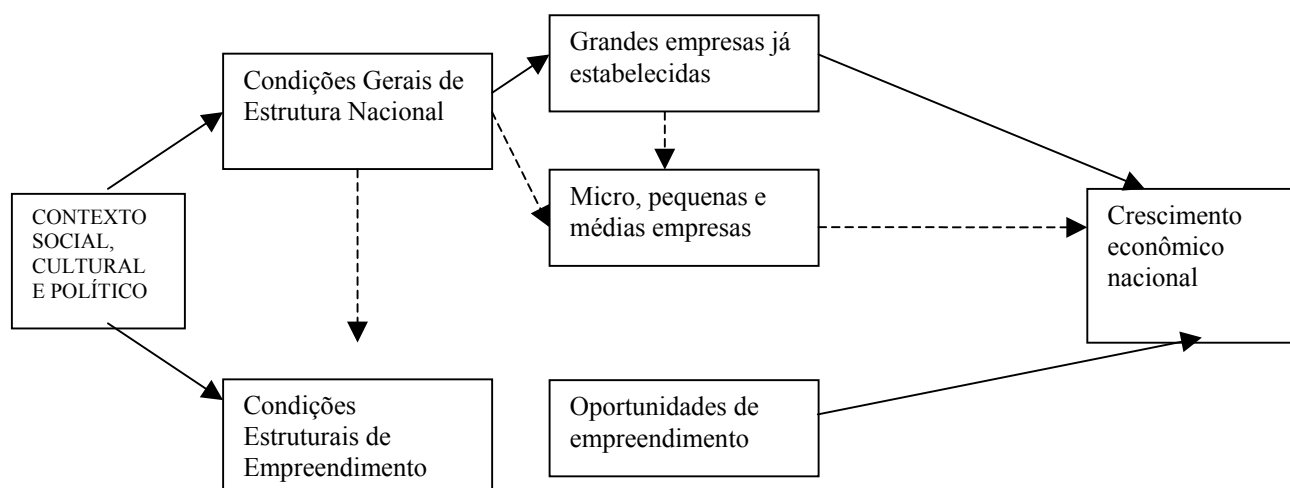 CONTEXTO
SOCIAL,
CULTURAL
E POLÍTICO
Condições Gerais de
Estrutura Nacional
Grandes empresas já
estabelecidas
Micro, pequenas e
médias empresas
Crescimento
econômico
nacional
Condições
Estruturais de
Empreendimento
Oportunidades de
empreendimento